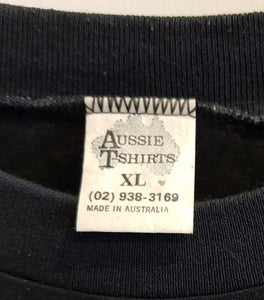 AUSSIE
T-SHIRTS
XL
(02) 938-3169
MADE IN AUSTRALIA